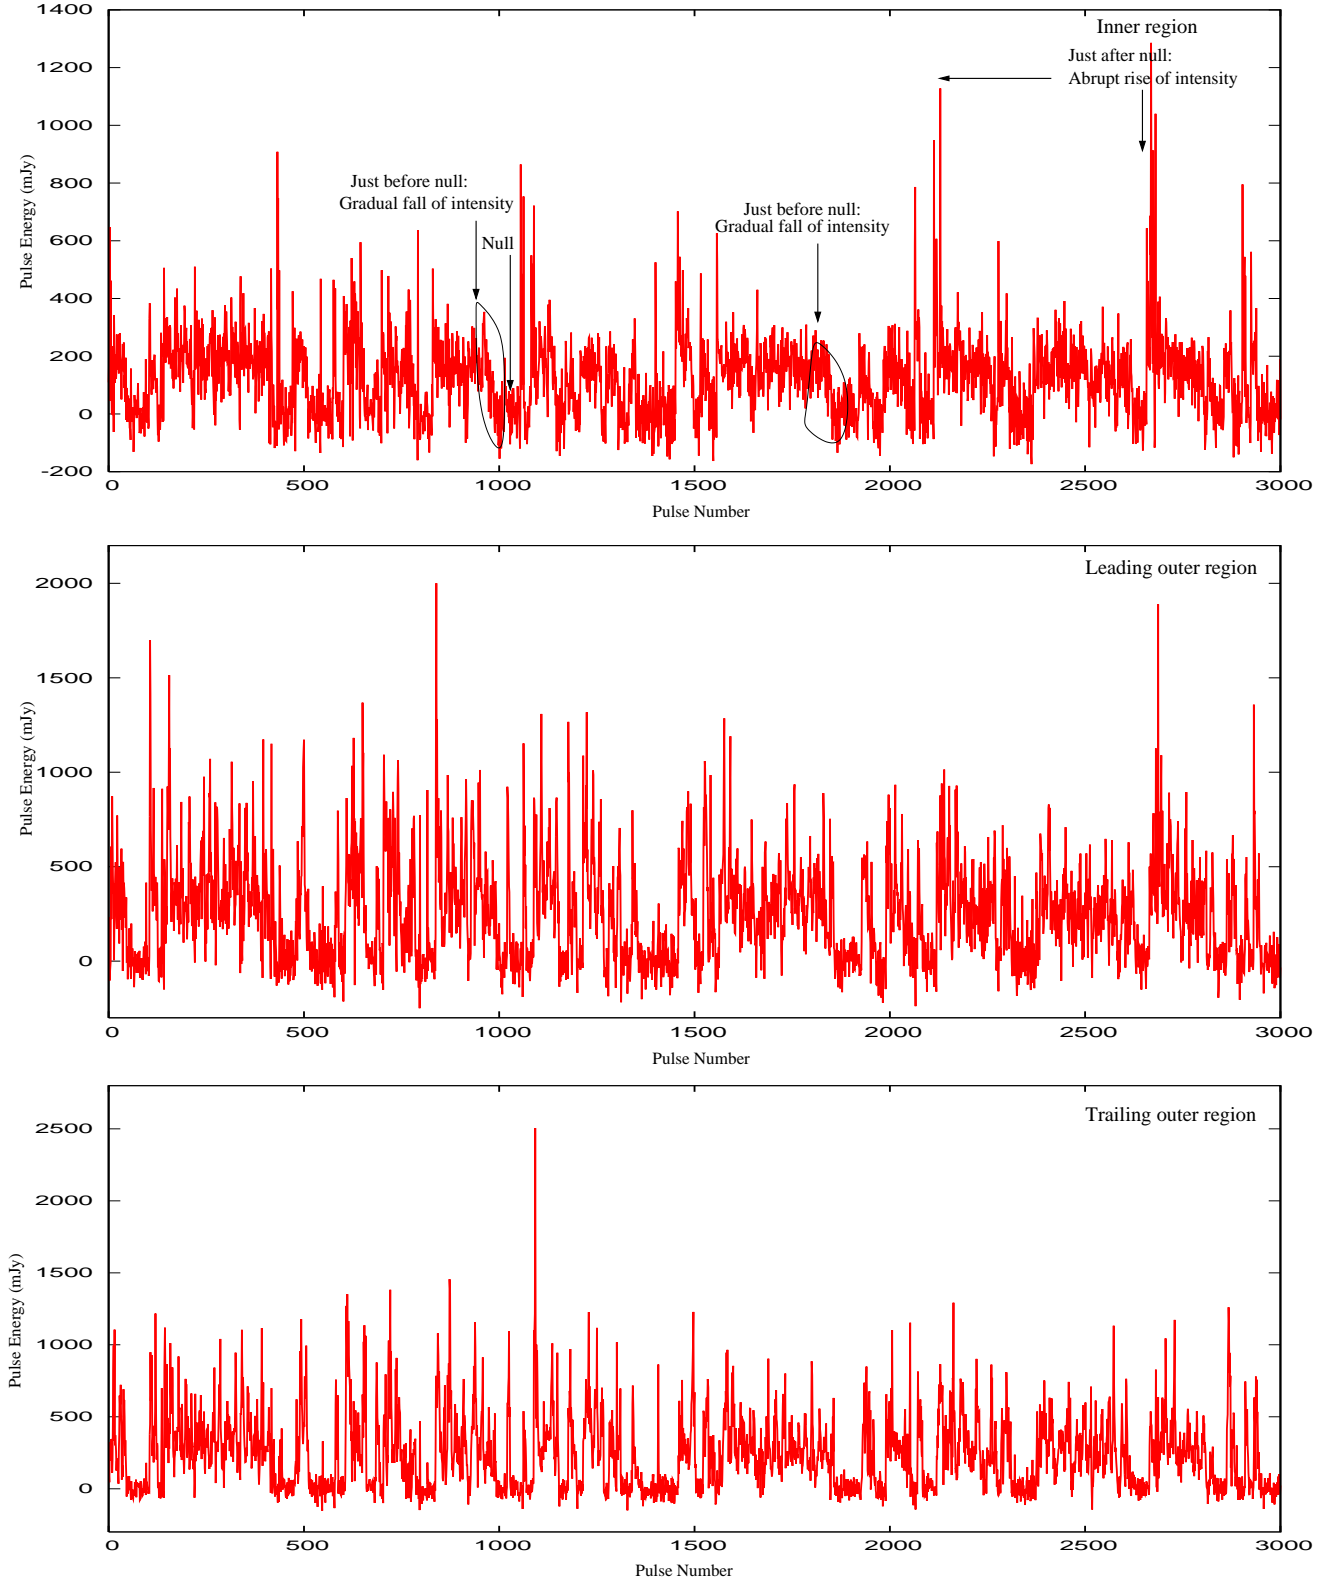 1400
1200
1000
800
600
400
200
0
-200
Pulse Energy (mJy)
Inner region
Just after null:
Abrupt rise of intensity
Just before null:
Gradual fall of intensity
Null
Just before null:
Gradual fall of intensity
0 500 1000 1500 2000 2500 3000
Pulse Number
2000
1500
1000
500
0
Pulse Energy (mJy)
Leading outer region
0 500 1000 1500 2000 2500 3000
Pulse Number
2500
2000
1500
1000
500
0
Pulse Energy (mJy)
Trailing outer region
0 500 1000 1500 2000 2500 3000
Pulse Number